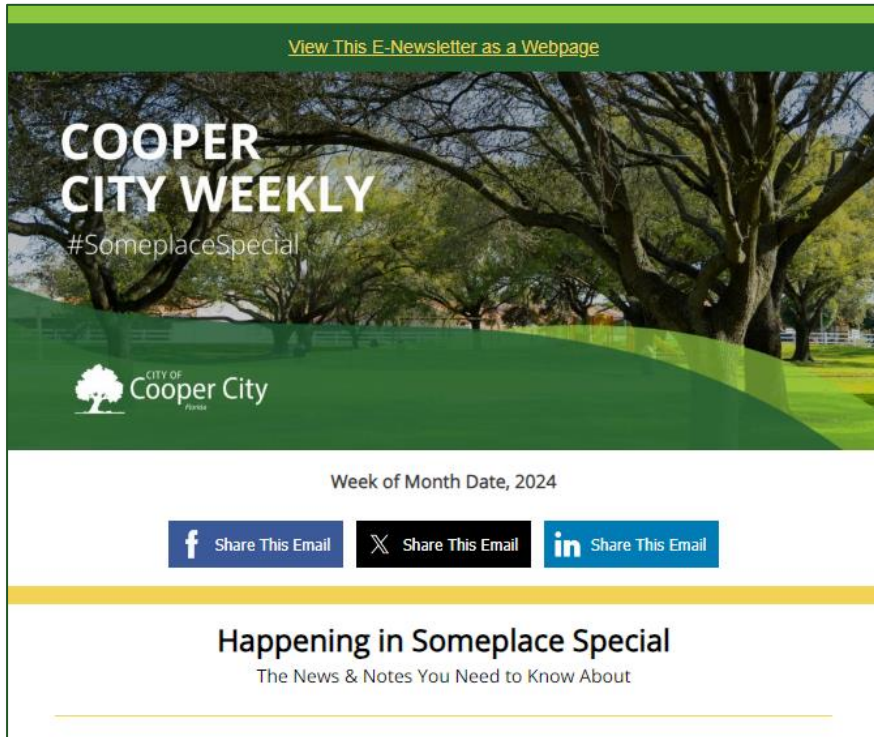 View This E-Newsletter as a Webpage
COOPER
CITY WEEKLY
#SomeplaceSpecial
CITY OF
Cooper City
Florida
Week of Month Date, 2024
f Share This Email
X Share This Email
in Share This Email
Happening in Someplace Special
The News & Notes You Need to Know About